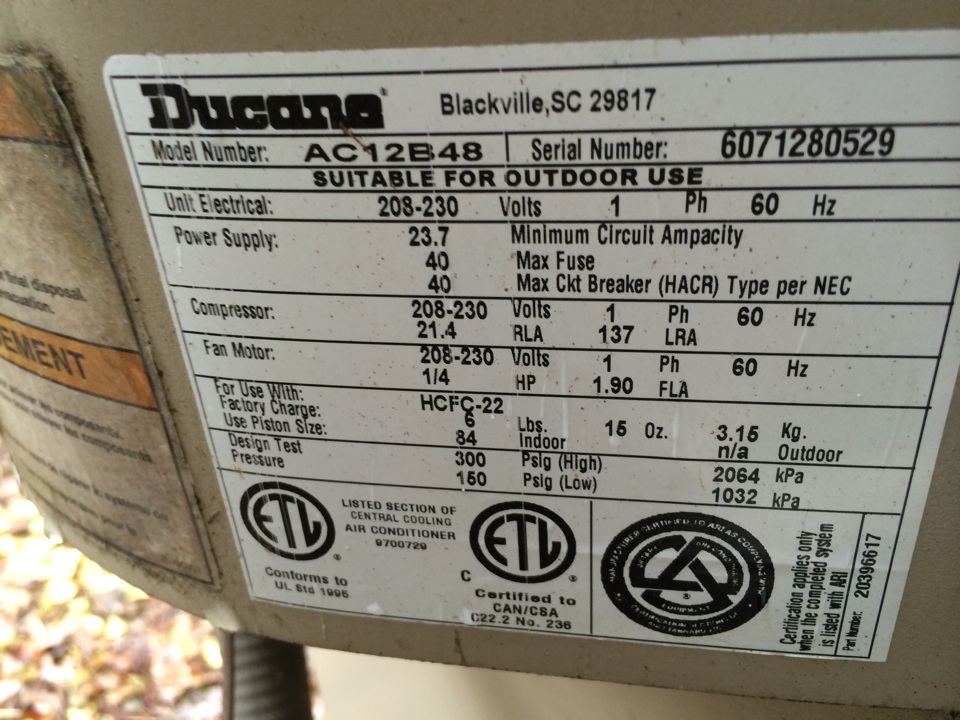 Ducane Blackville,SC 29817
Model Number: AC12B48 Serial Number: 6071280529
SUITABLE FOR OUTDOOR USE
Unit Electrical: 208-230 Volts 1 Ph 60 Hz
Power Supply: 23.7 Minimum Circuit Ampacity
40 Max Fuse
40 Max Ckt Breaker (HACR) Type per NEC
Compressor: 208-230 Volts 1 Ph 60 Hz
21.4 RLA 137 LRA
Fan Motor: 208-230 Volts 1 Ph 60 Hz
1/4 HP 1.90 FLA
For Use With: HCFC-22
Factory Charge: 6 Lbs. 15 Oz. 3.15 Kg.
Use Piston Size: 84 Indoor n/a Outdoor
Design Test 300 Psig (High) 2064 kPa
Pressure 150 Psig (Low) 1032 kPa
ETL
LISTED SECTION OF
CENTRAL COOLING
AIR CONDITIONER
9700729
Conforms to
UL Std 1995
C ETL
Certified to
CAN/CSA
C22.2 No. 236
EQUIPMENT
Certification applies only
when the completed system
is listed with ARI
Part Number: 20396617
disposal
EMENT
components.